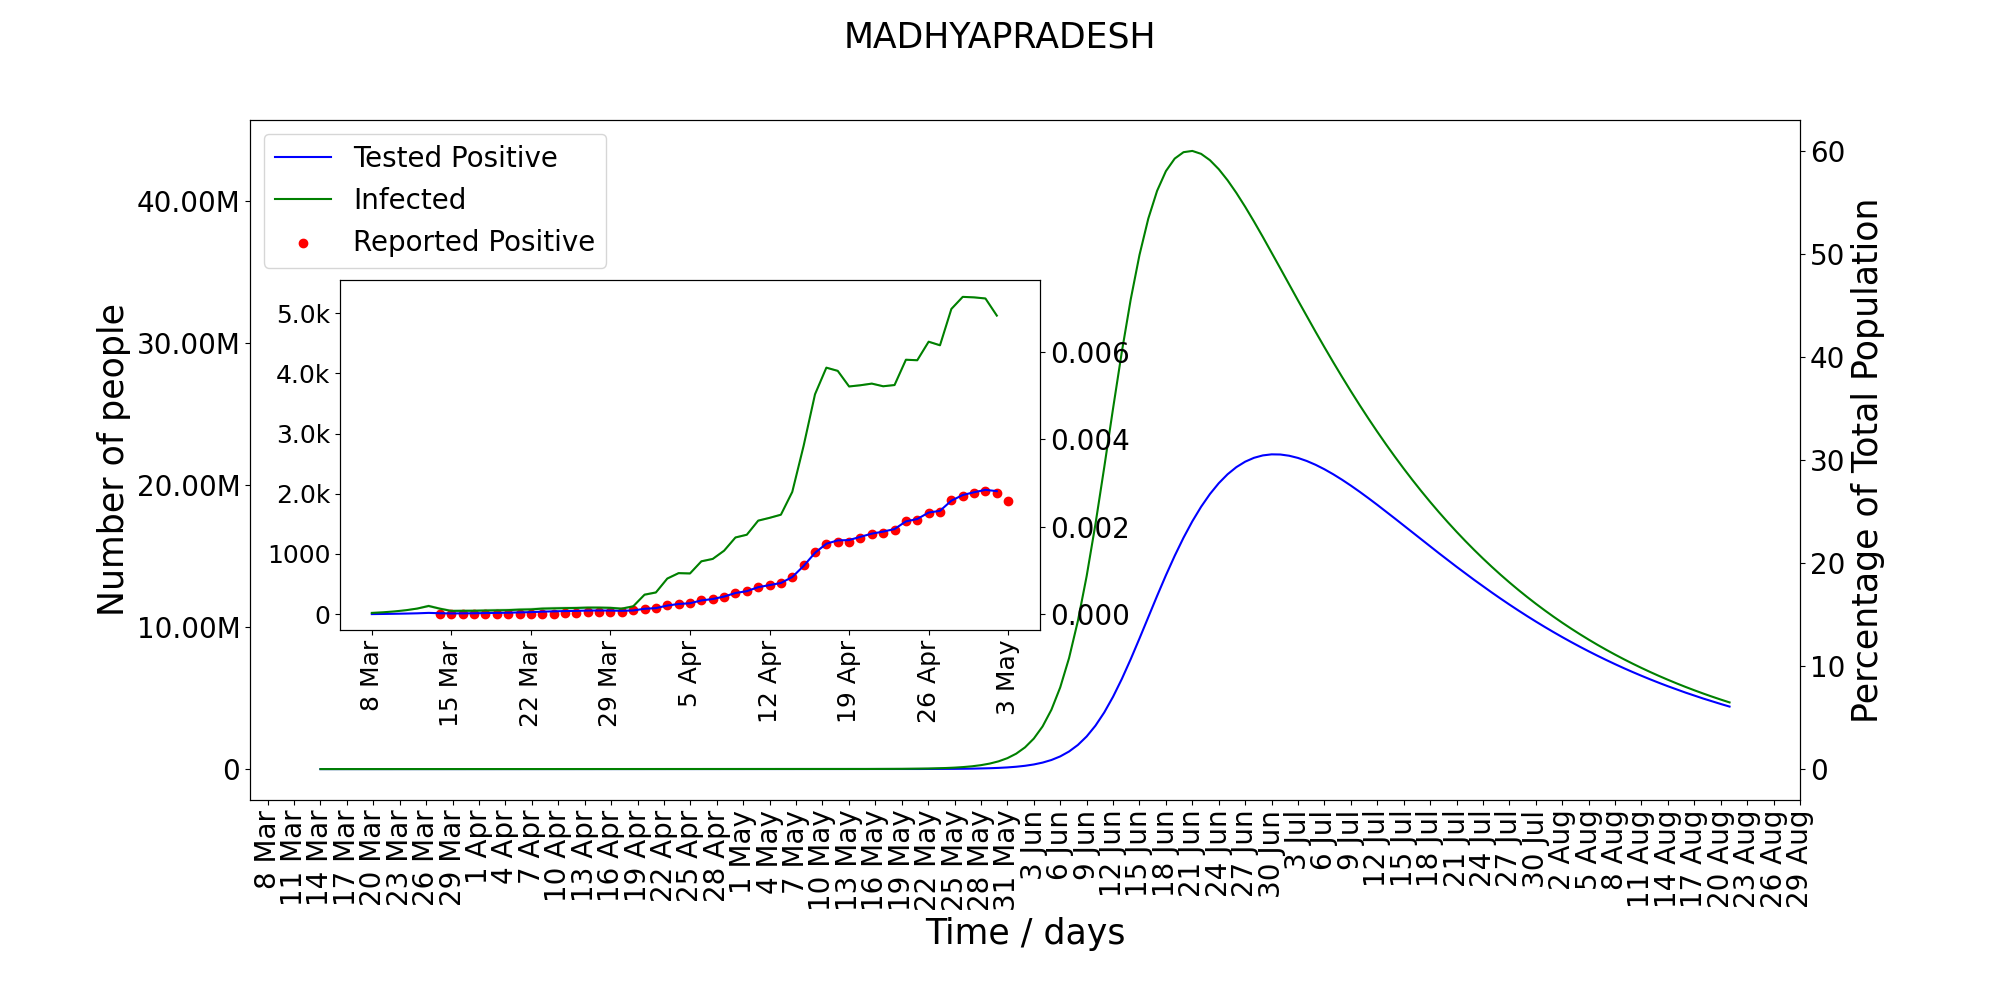 MADHYAPRADESH
Tested Positive
Infected
Reported Positive
Number of people
40.00M
30.00M
20.00M
10.00M
0
60
50
40
30
20
10
0
Percentage of Total Population
5.0k
4.0k
3.0k
2.0k
1000
0
0.006
0.004
0.002
0.000
8 Mar
15 Mar
22 Mar
29 Mar
5 Apr
12 Apr
19 Apr
26 Apr
3 May
8 Mar
11 Mar
14 Mar
17 Mar
20 Mar
23 Mar
26 Mar
29 Mar
1 Apr
4 Apr
7 Apr
10 Apr
13 Apr
16 Apr
19 Apr
22 Apr
25 Apr
28 Apr
1 May
4 May
7 May
10 May
13 May
16 May
19 May
22 May
25 May
28 May
31 May
3 Jun
6 Jun
9 Jun
12 Jun
15 Jun
18 Jun
21 Jun
24 Jun
27 Jun
30 Jun
3 Jul
6 Jul
9 Jul
12 Jul
15 Jul
18 Jul
21 Jul
24 Jul
27 Jul
30 Jul
2 Aug
5 Aug
8 Aug
11 Aug
14 Aug
17 Aug
20 Aug
23 Aug
26 Aug
29 Aug
Time / days